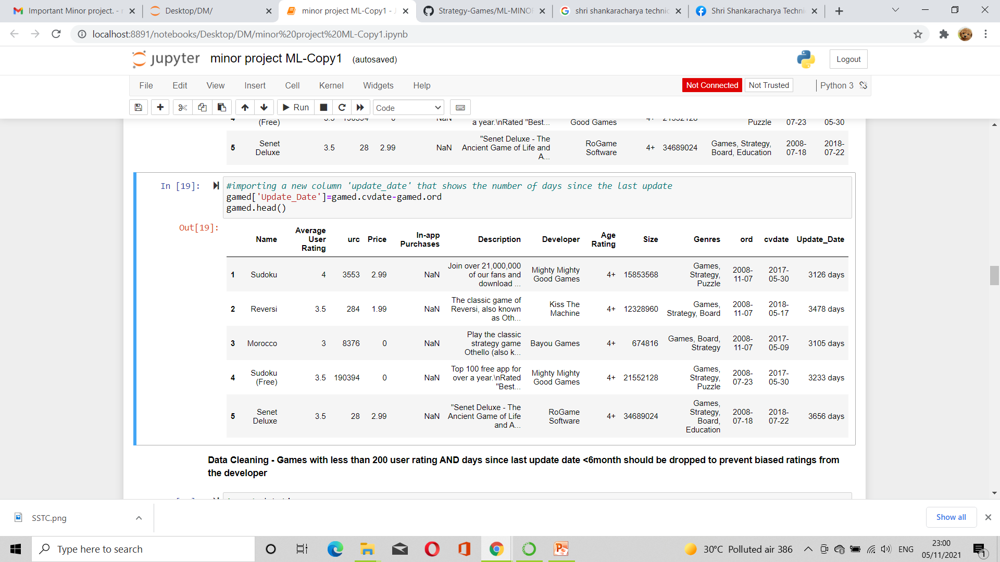 Important Minor project. -
Desktop/DM/
minor project ML-Copy1 -
Strategy-Games/ML-MINOR
shri shankaracharya technic
Shri Shankaracharya Techni
localhost:8891/notebooks/Desktop/DM/minor%20project%20ML-Copy1.ipynb
jupyter minor project ML-Copy1 (autosaved)
Logout
File Edit View Insert Cell Kernel Widgets Help
Not Connected Not Trusted Python 3
Run Code
4 (Free) 3.5 190394 0 NaN a year.\nRated "Best... Good Games 4+ 21552128 Puzzle 07-23 05-30
5 Senet Deluxe 3.5 28 2.99 NaN "Senet Deluxe - The Ancient Game of Life and A... RoGame Software 4+ 34689024 Games, Strategy, Board, Education 2008-07-18 2018-07-22
In [19]:
#importing a new column 'update_date' that shows the number of days since the last update
gamed['Update_Date']=gamed.cvdate-gamed.ord
gamed.head()
Out[19]:
Name Average User Rating urc Price In-app Purchases Description Developer Age Rating Size Genres ord cvdate Update_Date
1 Sudoku 4 3553 2.99 NaN Join over 21,000,000 of our fans and download ... Mighty Mighty Good Games 4+ 15853568 Games, Strategy, Puzzle 2008-11-07 2017-05-30 3126 days
2 Reversi 3.5 284 1.99 NaN The classic game of Reversi, also known as Oth... Kiss The Machine 4+ 12328960 Games, Strategy, Board 2008-11-07 2018-05-17 3478 days
3 Morocco 3 8376 0 NaN Play the classic strategy game Othello (also k... Bayou Games 4+ 674816 Games, Board, Strategy 2008-11-07 2017-05-09 3105 days
4 Sudoku (Free) 3.5 190394 0 NaN Top 100 free app for over a year.\nRated "Best... Mighty Mighty Good Games 4+ 21552128 Games, Strategy, Puzzle 2008-07-23 2017-05-30 3233 days
5 Senet Deluxe 3.5 28 2.99 NaN "Senet Deluxe - The Ancient Game of Life and A... RoGame Software 4+ 34689024 Games, Strategy, Board, Education 2008-07-18 2018-07-22 3656 days
Data Cleaning - Games with less than 200 user rating AND days since last update date <6month should be dropped to prevent biased ratings from
the developer
SSTC.png
Show all
Type here to search
30°C Polluted air 386
ENG
23:00
05/11/2021
1